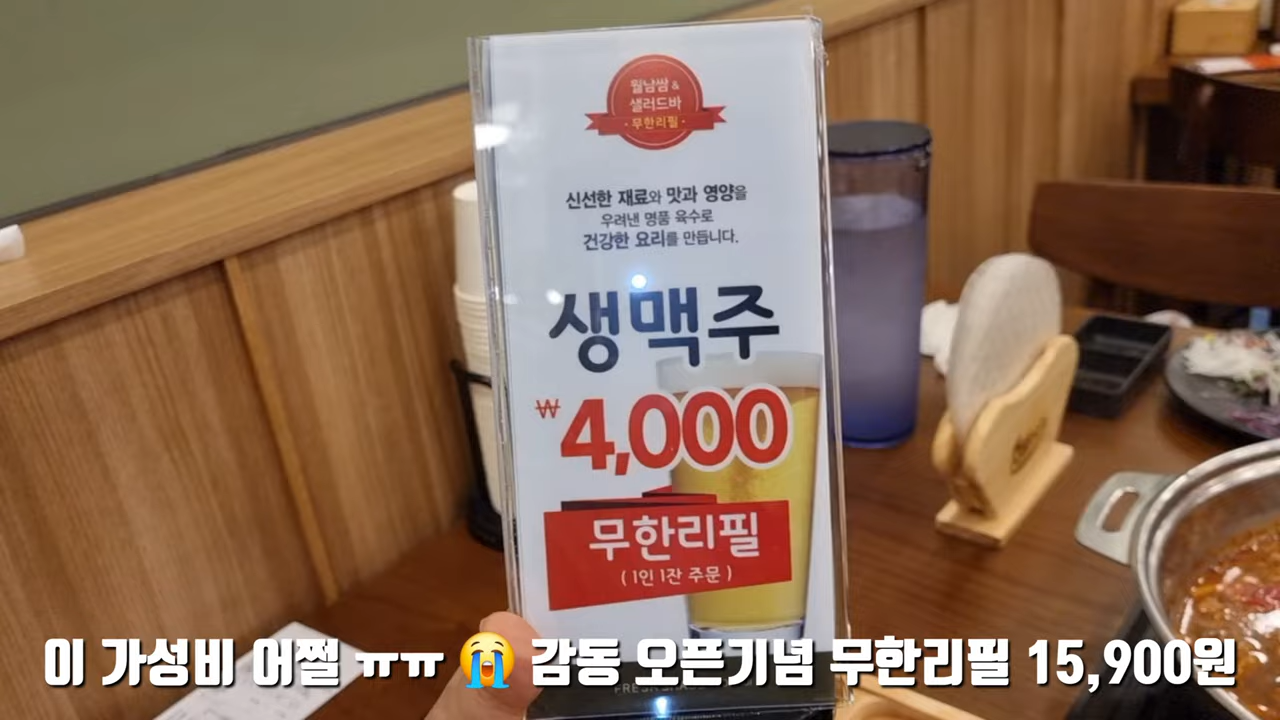 월남쌈 &
샐러드바
· 무한리필 ·
신선한 재료와 맛과 영양을
우려낸 명품 육수로
건강한 요리를 만듭니다.
생맥주
₩4,000
무한리필
( 1인 1잔 주문 )
이 가성비 어쩔 ㅠㅠ 😭 감동 오픈기념 무한리필 15,900원